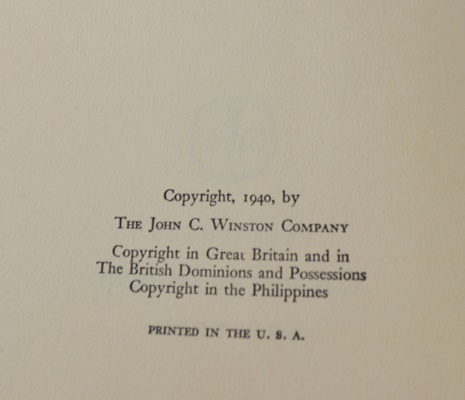 Copyright, 1940, by
The John C. Winston Company
Copyright in Great Britain and in
The British Dominions and Possessions
Copyright in the Philippines
PRINTED IN THE U. S. A.